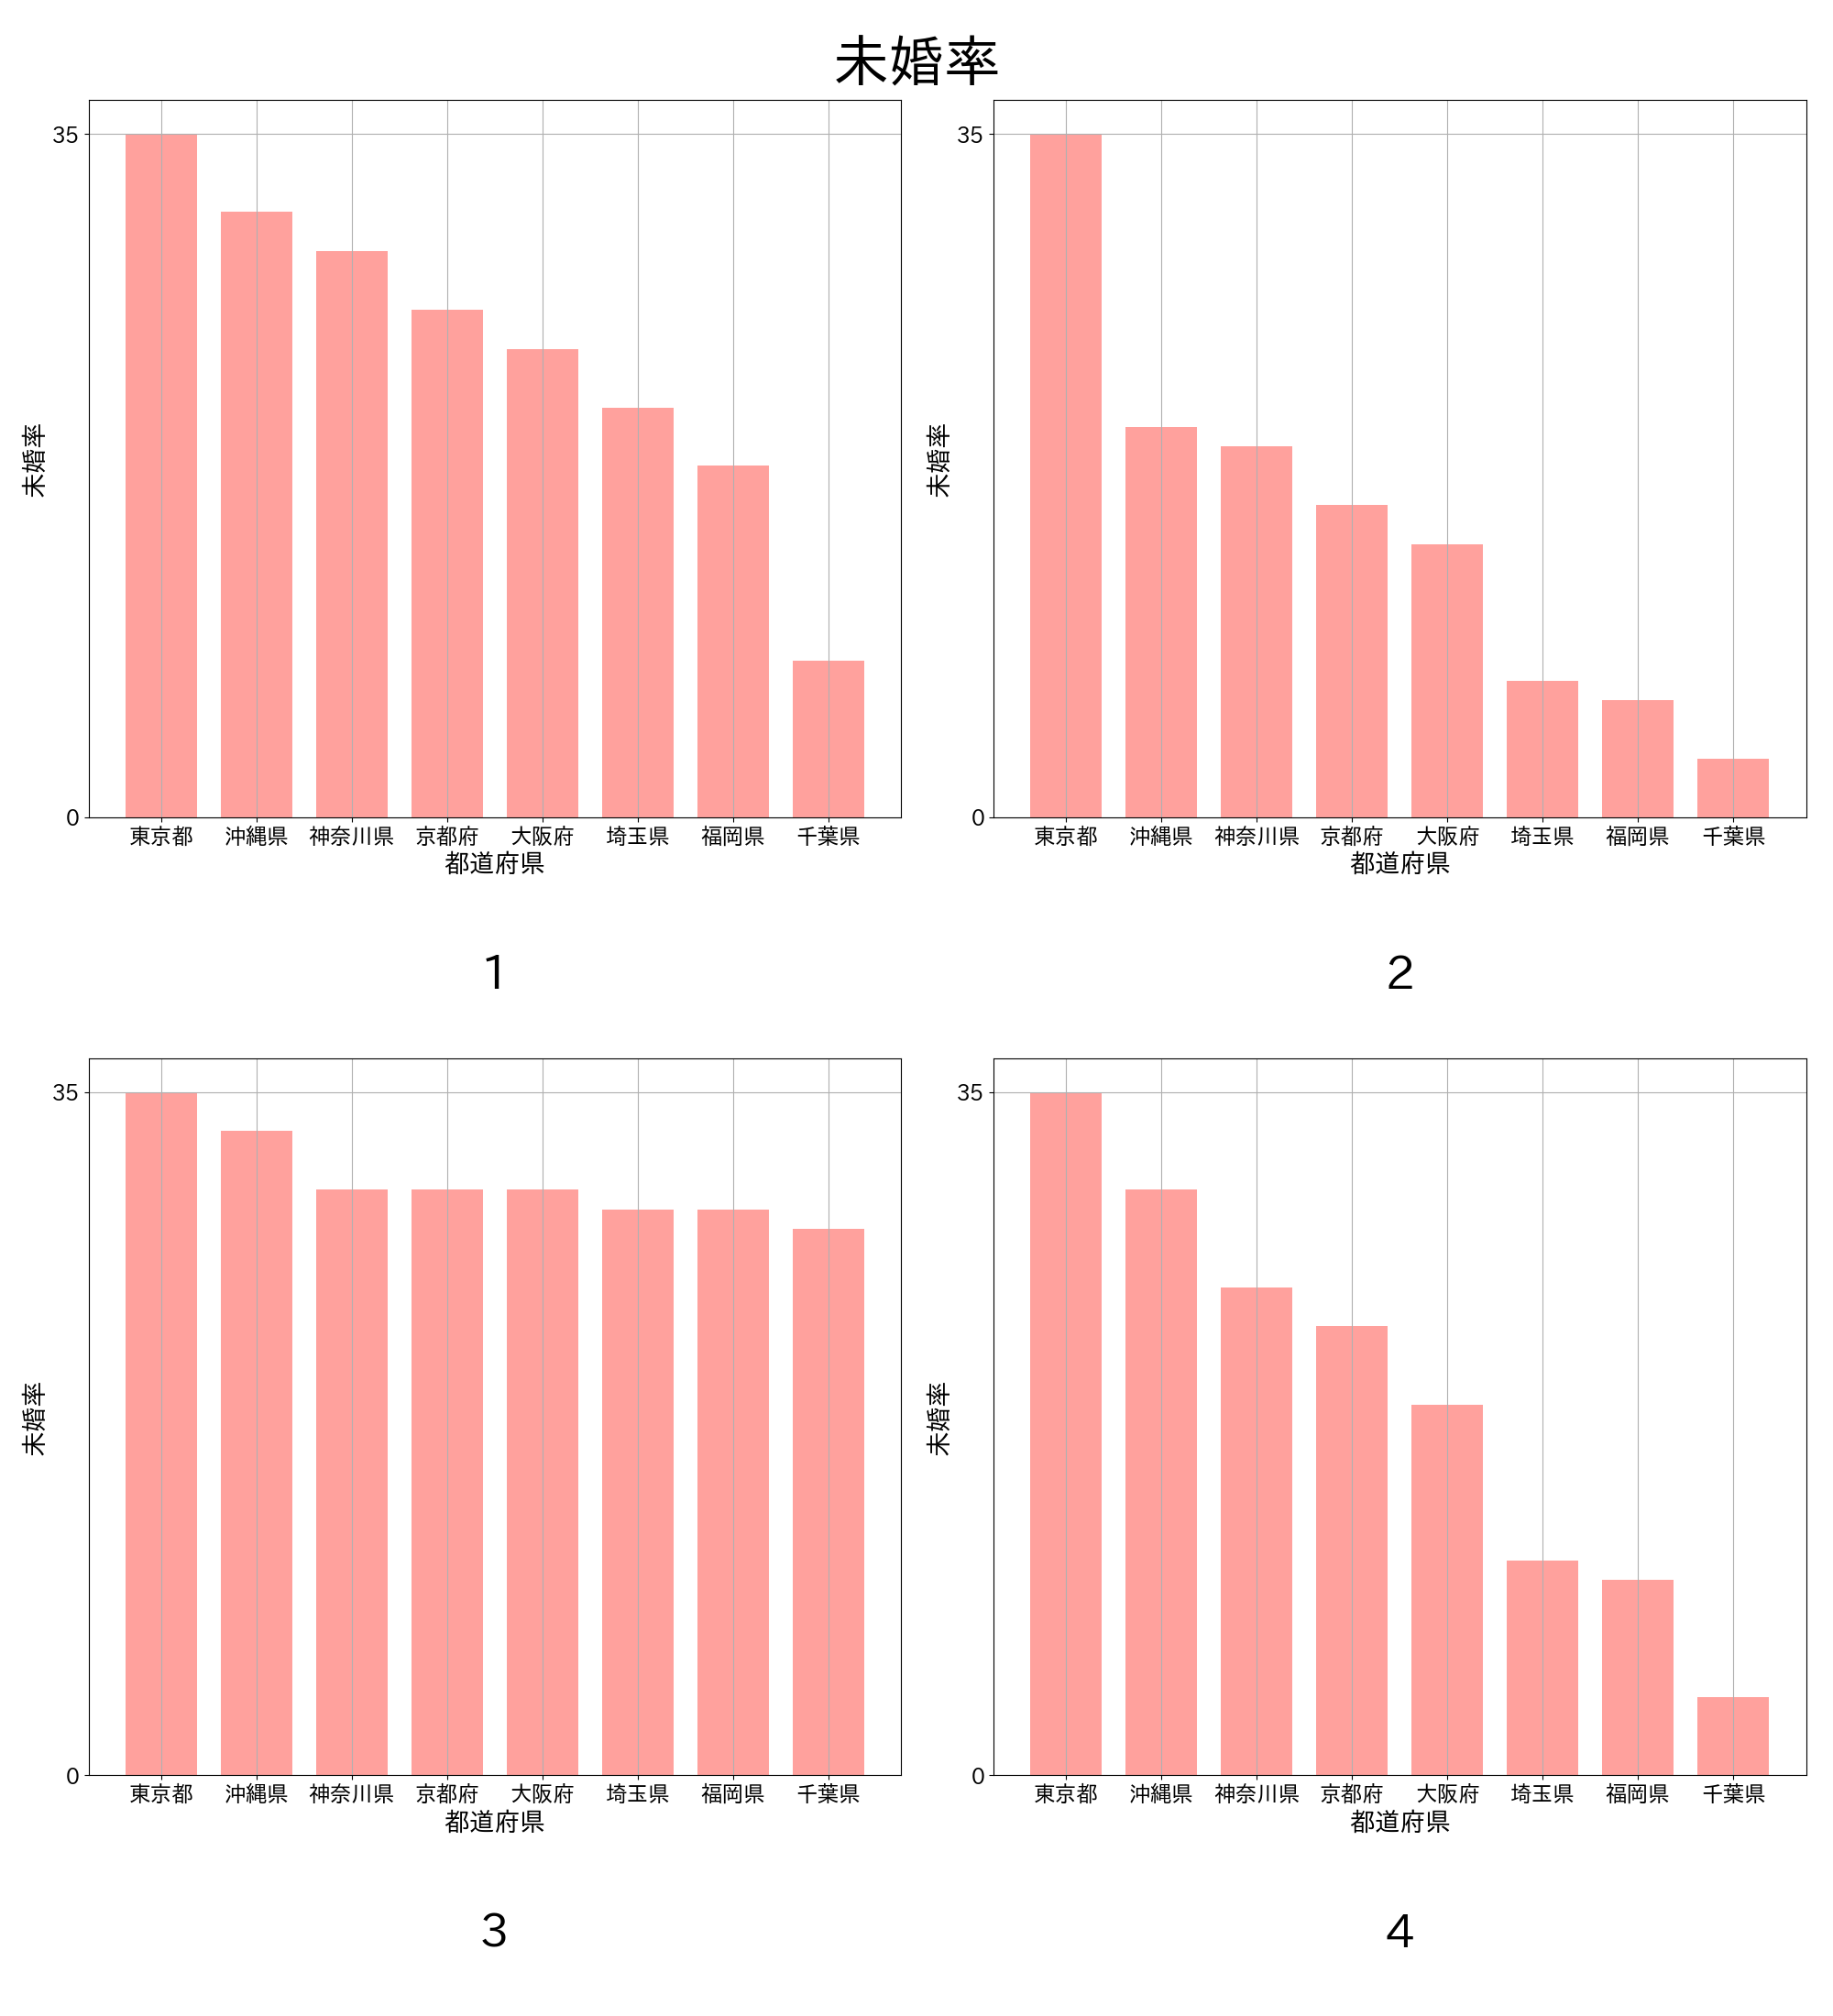 未婚率
35
0
未婚率
東京都 沖縄県 神奈川県 京都府 大阪府 埼玉県 福岡県 千葉県
都道府県
1
35
0
未婚率
東京都 沖縄県 神奈川県 京都府 大阪府 埼玉県 福岡県 千葉県
都道府県
2
35
0
未婚率
東京都 沖縄県 神奈川県 京都府 大阪府 埼玉県 福岡県 千葉県
都道府県
3
35
0
未婚率
東京都 沖縄県 神奈川県 京都府 大阪府 埼玉県 福岡県 千葉県
都道府県
4